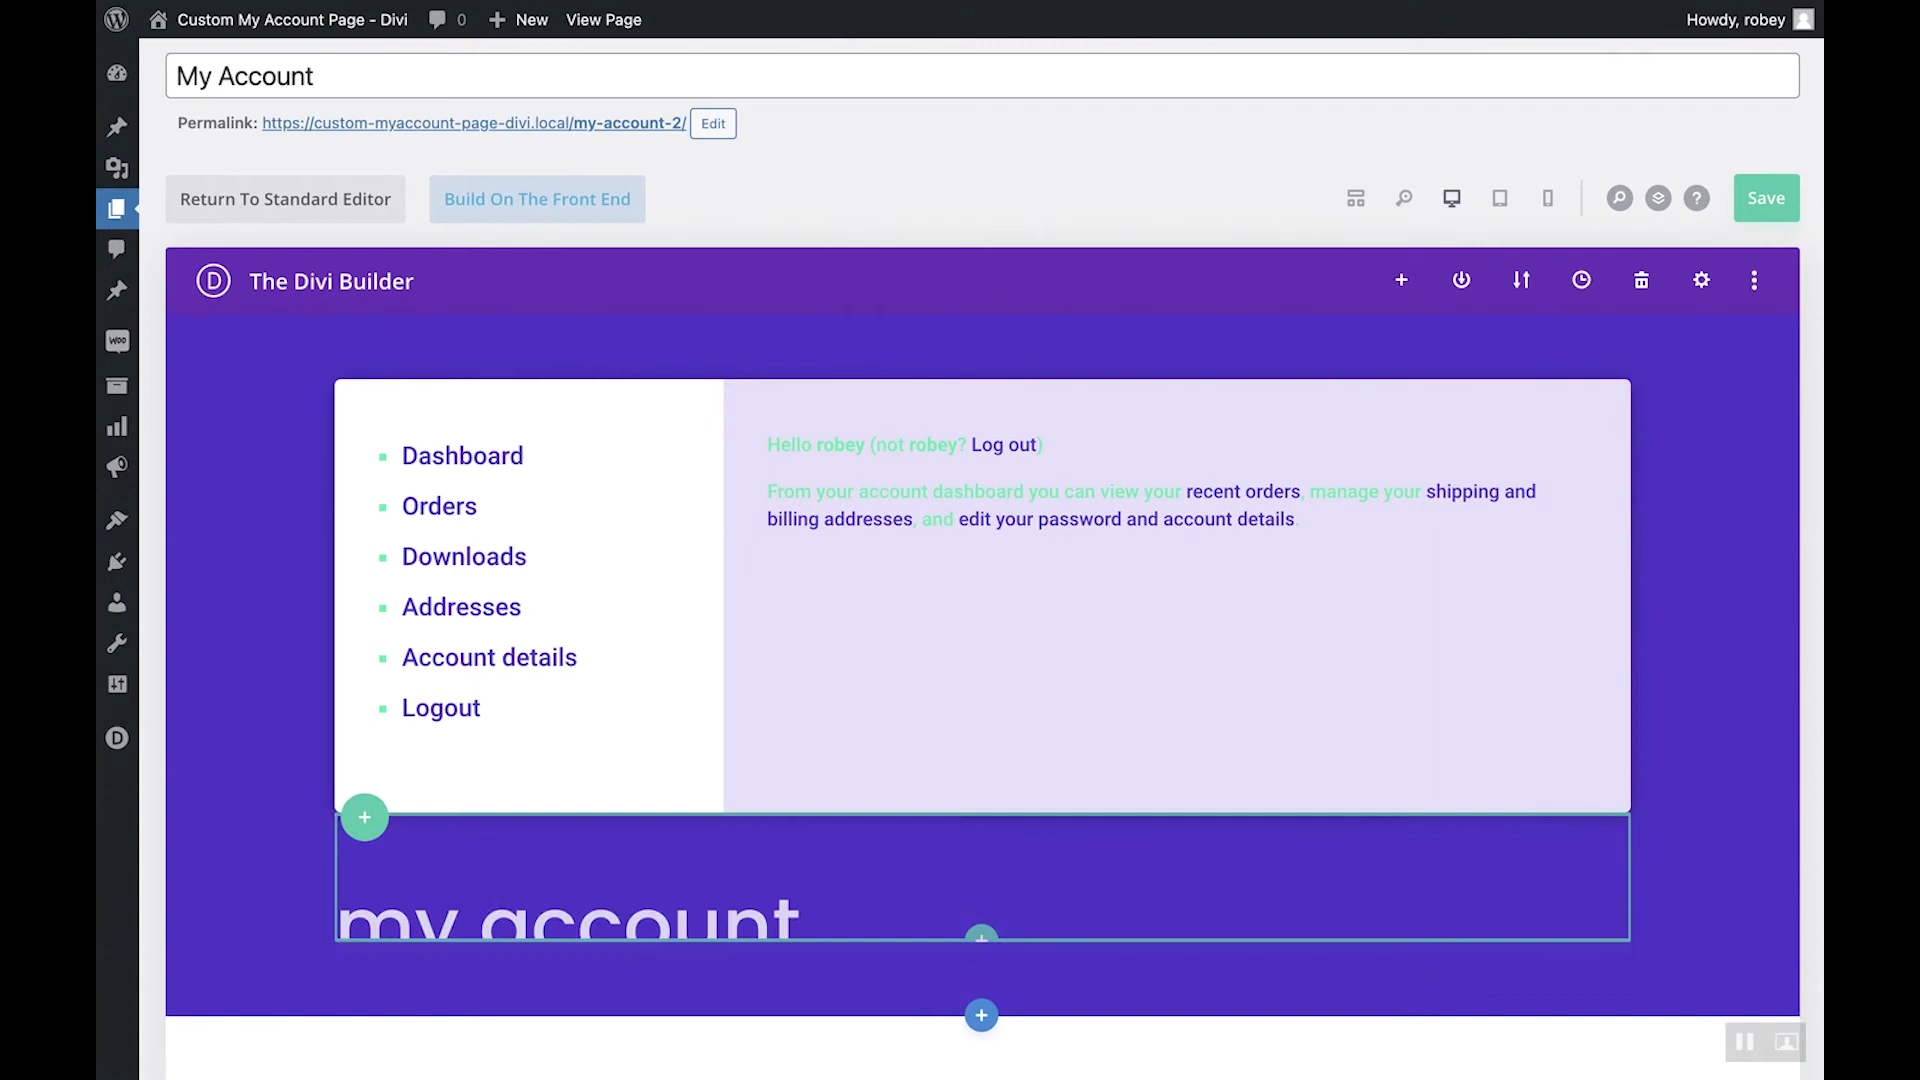 Custom My Account Page - Divi 0 New View Page Howdy, robey
My Account
Permalink: https://custom-myaccount-page-divi.local/my-account-2/ Edit
Return To Standard Editor Build On The Front End ? Save
D The Divi Builder
Dashboard
Orders
Downloads
Addresses
Account details
Logout
Hello robey (not robey? Log out)
From your account dashboard you can view your recent orders, manage your shipping and
billing addresses, and edit your password and account details.
my account
WOO
D